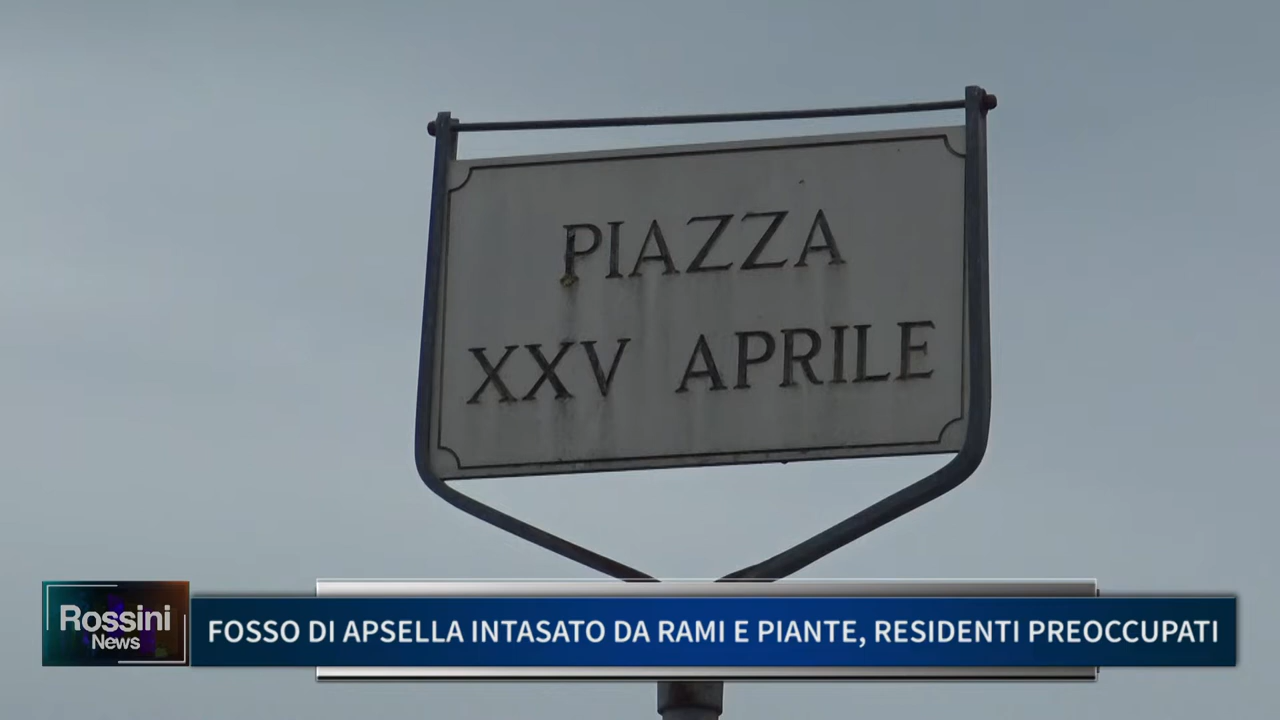 PIAZZA
XXV APRILE
Rossini
News
FOSSO DI APSELLA INTASATO DA RAMI E PIANTE, RESIDENTI PREOCCUPATI